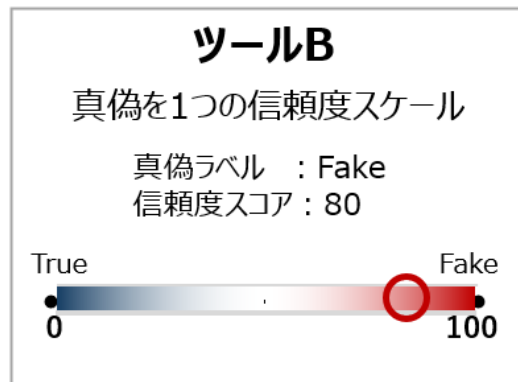 ツールB
真偽を1つの信頼度スケール
真偽ラベル : Fake
信頼度スコア : 80
True Fake
0 100